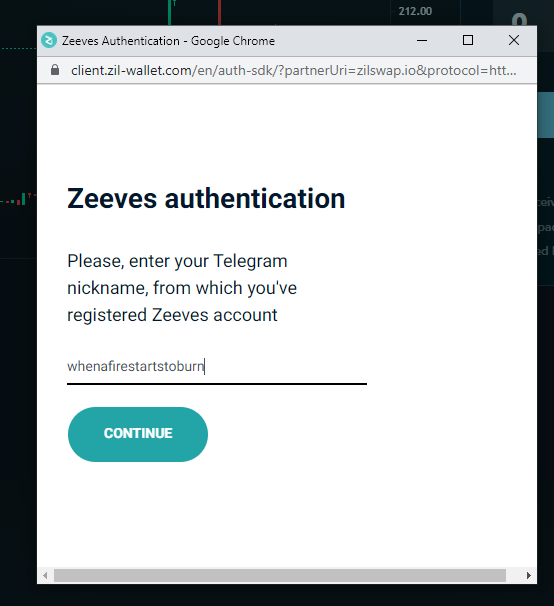 212.00
0
Zeeves Authentication - Google Chrome
client.zil-wallet.com/en/auth-sdk/?partnerUri=zilswap.io&protocol=htt...
Zeeves authentication
Please, enter your Telegram
nickname, from which you've
registered Zeeves account
whenafirestartstoburn
CONTINUE